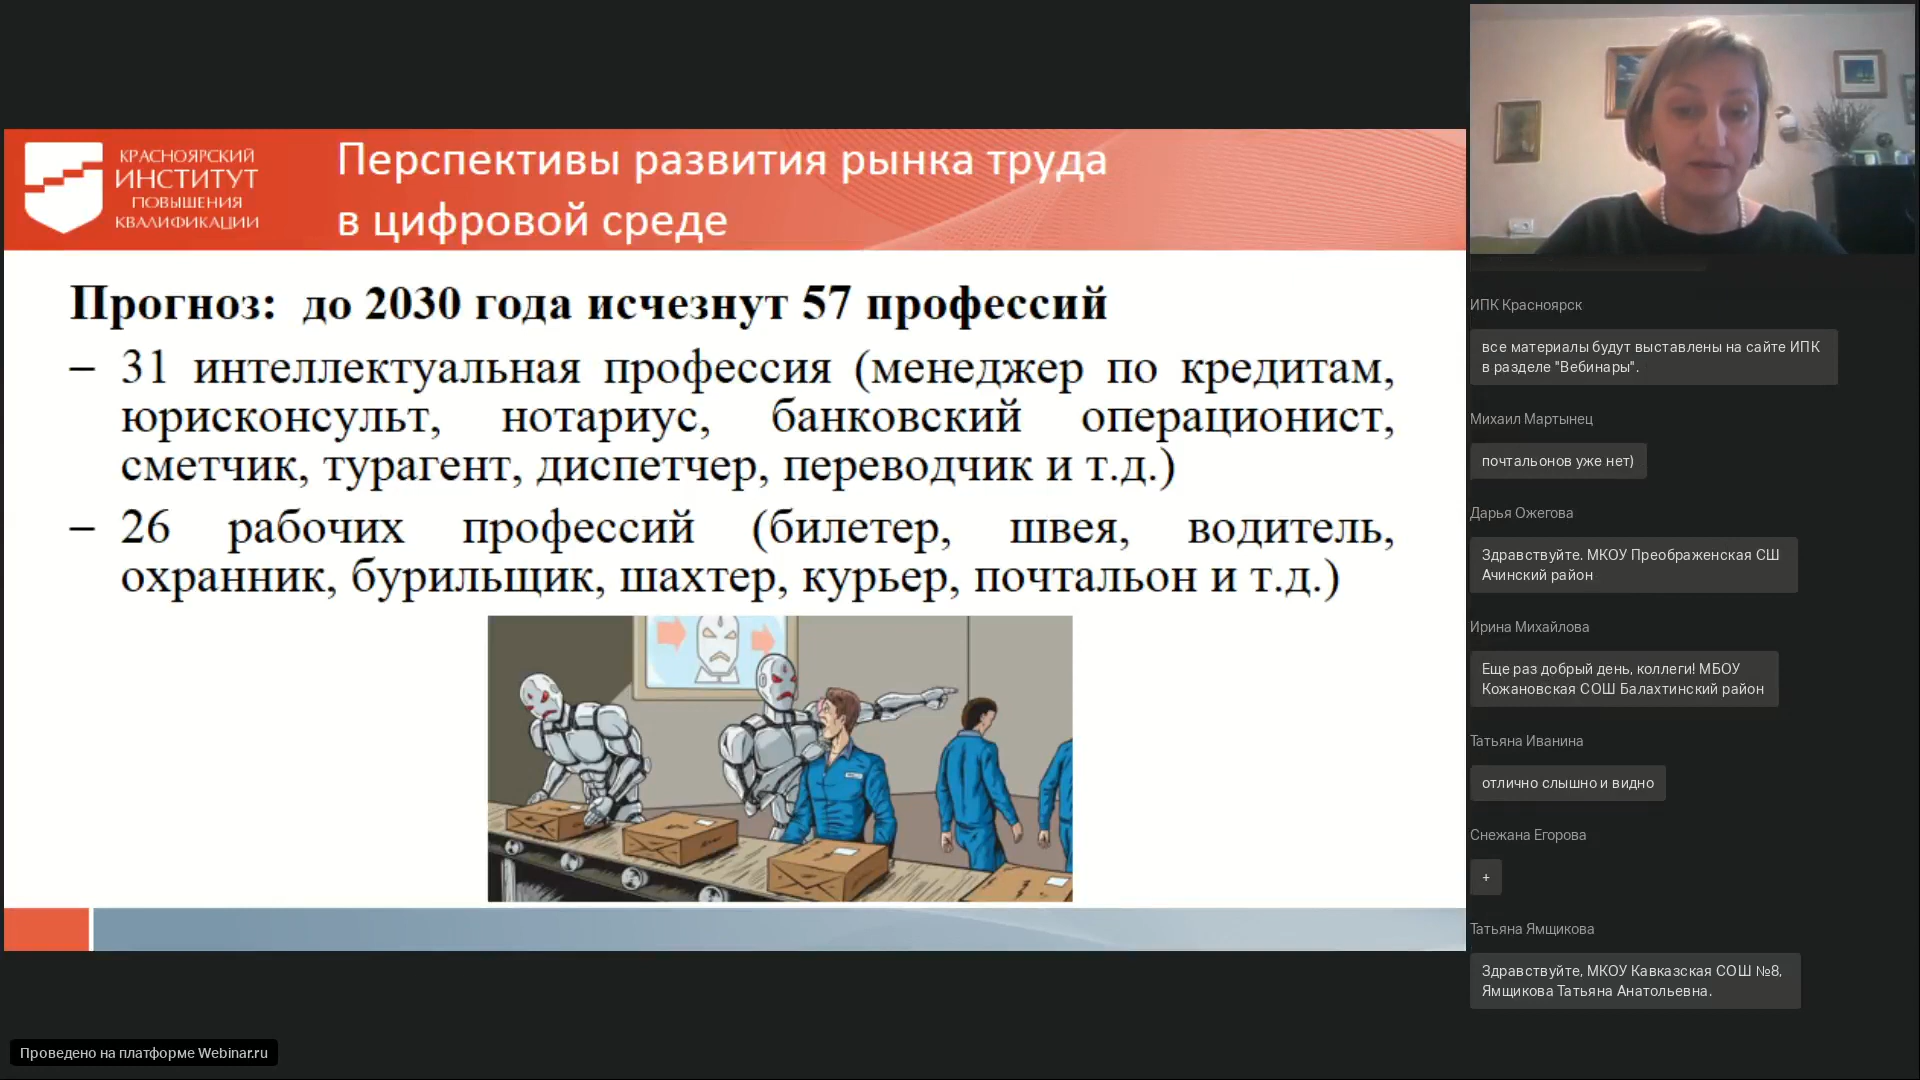 КРАСНОЯРСКИЙ
ИНСТИТУТ
ПОВЫШЕНИЯ
КВАЛИФИКАЦИИ
Перспективы развития рынка труда
в цифровой среде
Прогноз: до 2030 года исчезнут 57 профессий
– 31 интеллектуальная профессия (менеджер по кредитам,
юрисконсульт, нотариус, банковский операционист,
сметчик, турагент, диспетчер, переводчик и т.д.)
– 26 рабочих профессий (билетер, швея, водитель,
охранник, бурильщик, шахтер, курьер, почтальон и т.д.)
Проведено на платформе Webinar.ru
ИПК Красноярск
все материалы будут выставлены на сайте ИПК
в разделе "Вебинары".
Михаил Мартынец
почтальонов уже нет)
Дарья Ожегова
Здравствуйте. МКОУ Преображенская СШ
Ачинский район
Ирина Михайлова
Еще раз добрый день, коллеги! МБОУ
Кожановская СОШ Балахтинский район
Татьяна Иванина
отлично слышно и видно
Снежана Егорова
+
Татьяна Ямщикова
Здравствуйте, МКОУ Кавказская СОШ №8,
Ямщикова Татьяна Анатольевна.